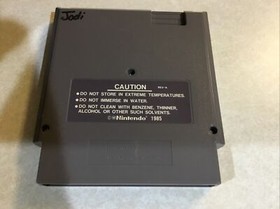 Jodi
CAUTION
REV-A
●DO NOT STORE IN EXTREME TEMPERATURES.
●DO NOT IMMERSE IN WATER.
●DO NOT CLEAN WITH BENZENE, THINNER,
ALCOHOL OR OTHER SUCH SOLVENTS.
©®Nintendo® 1985